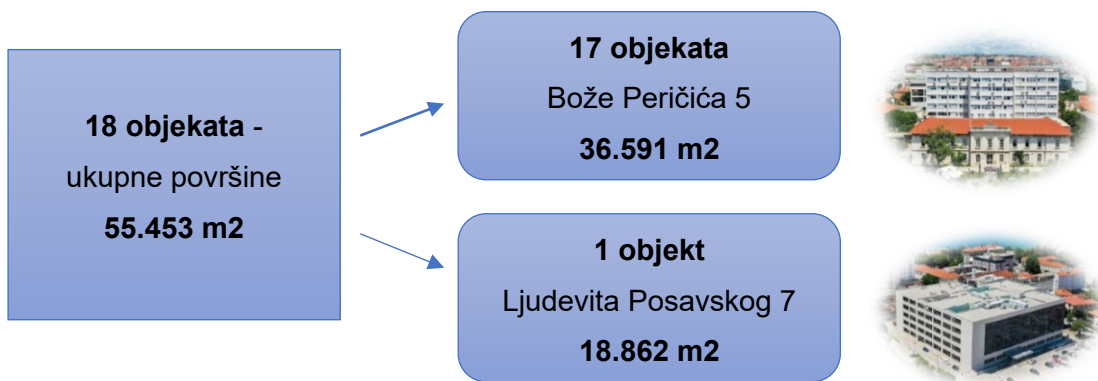 18 objekata -
ukupne površine
55.453 m2
17 objekata
Bože Peričića 5
36.591 m2
1 objekt
Ljudevita Posavskog 7
18.862 m2